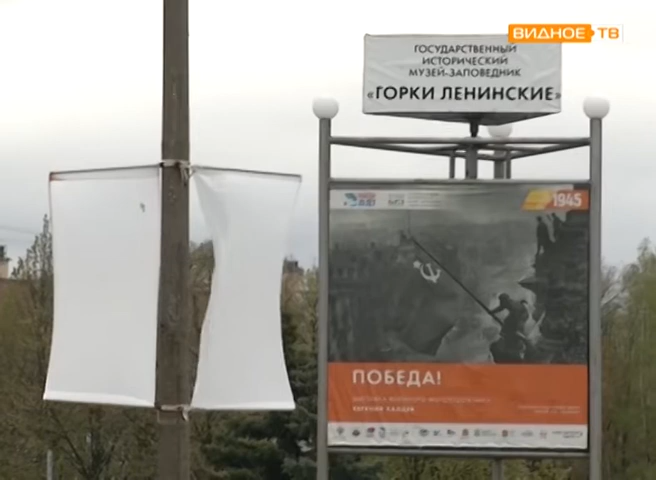 ВИДНОЕ ТВ
ГОСУДАРСТВЕННЫЙ
ИСТОРИЧЕСКИЙ
МУЗЕЙ-ЗАПОВЕДНИК
«ГОРКИ ЛЕНИНСКИЕ»
1945
ПОБЕДА!
ЕВГЕНИЙ ХАЛДЕЙ